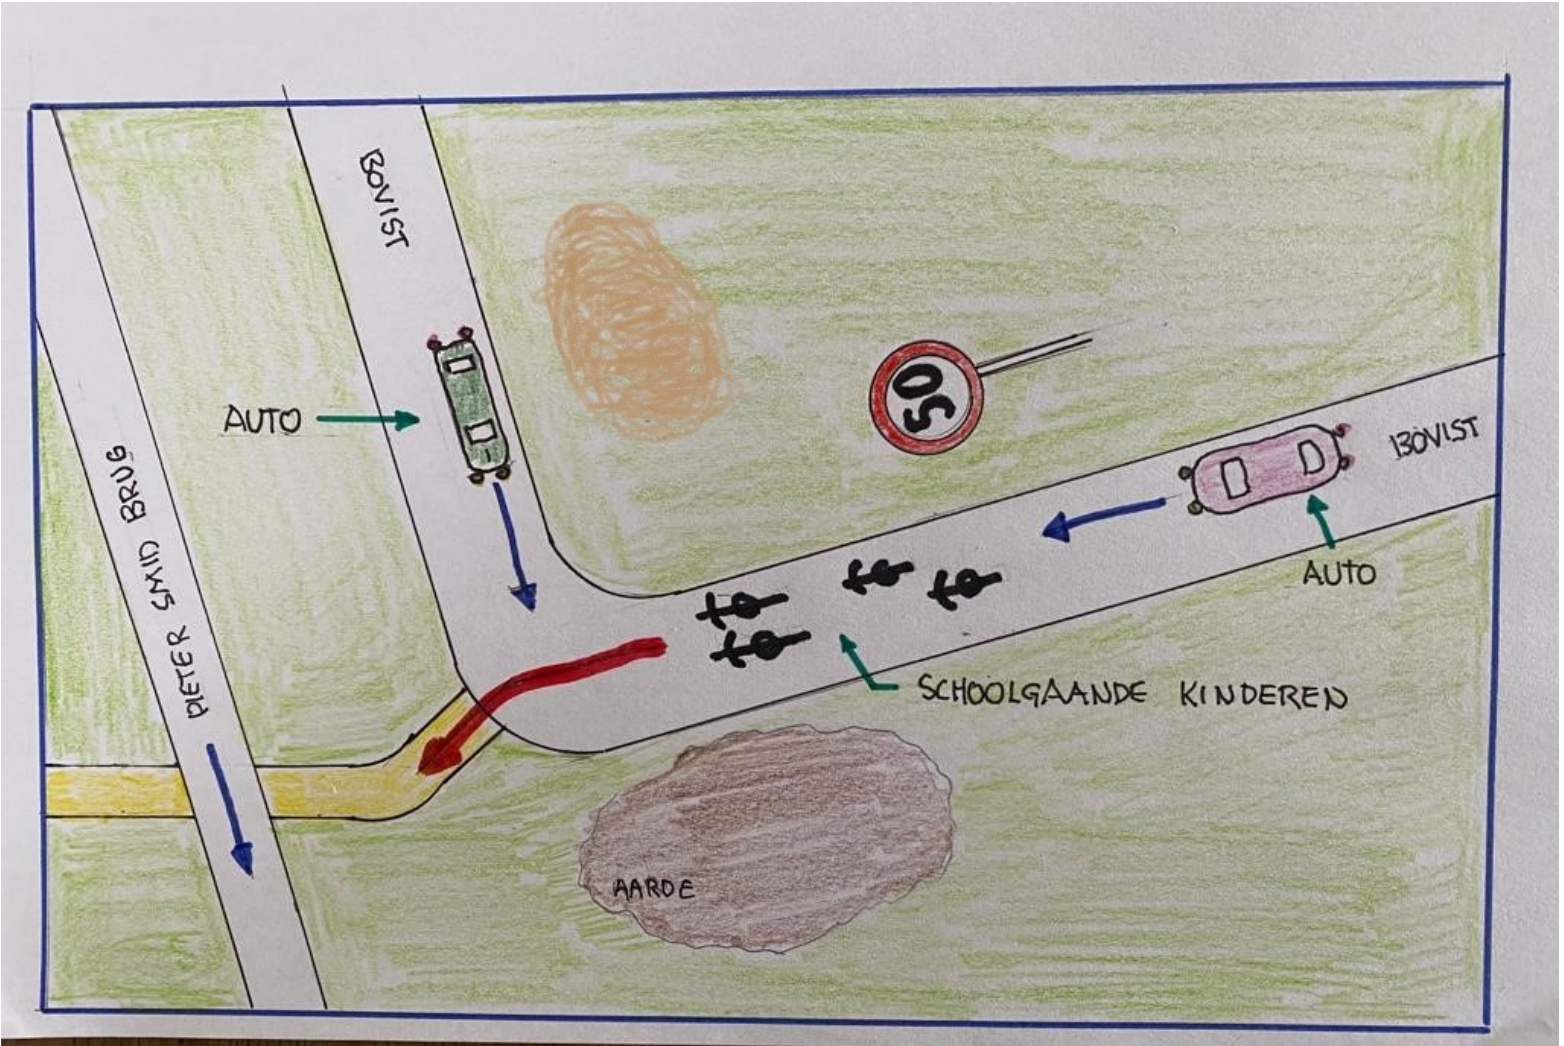 BOVIST
50
BOVIST
AUTO
AUTO
PIETER SMID BRUG
SCHOOLGAANDE KINDEREN
AARDE